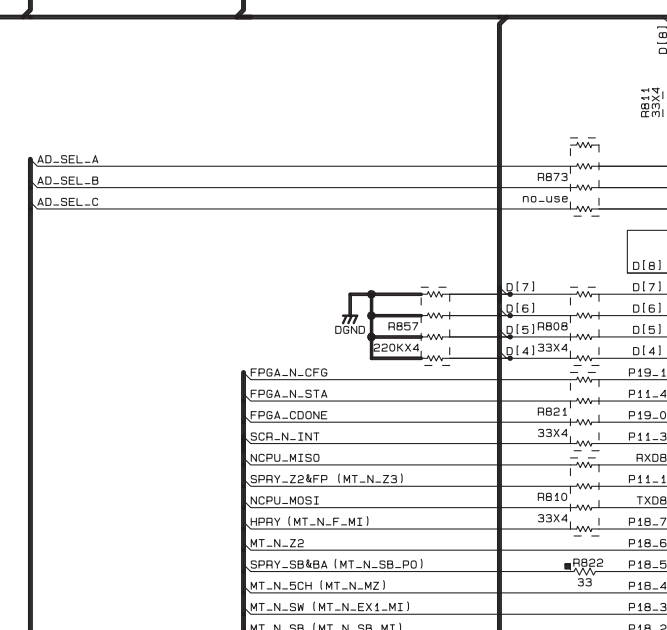 D[8]
R811
33X4
AD_SEL_A
AD_SEL_B
R873
AD_SEL_C
no_use
D[8]
D[7] D[7]
D[6] D[6]
DGND R857 D[5] R808 D[5]
220KX4 D[4] 33X4 D[4]
FPGA_N_CFG P19_1
FPGA_N_STA P11_4
FPGA_CDONE R821 P19_0
SCR_N_INT 33X4 P11_3
NCPU_MISO RXD8
SPRY_Z2&FP (MT_N_Z3) P11_1
NCPU_MOSI R810 TXD8
HPRY (MT_N_F_MI) 33X4 P18_7
MT_N_Z2 P18_6
SPRY_SB&BA (MT_N_SB_PO) R822 P18_5
MT_N_5CH (MT_N_MZ) 33 P18_4
MT_N_SW (MT_N_EX1_MI) P18_3
MT_N_SB (MT_N_SB_MI) P18_2